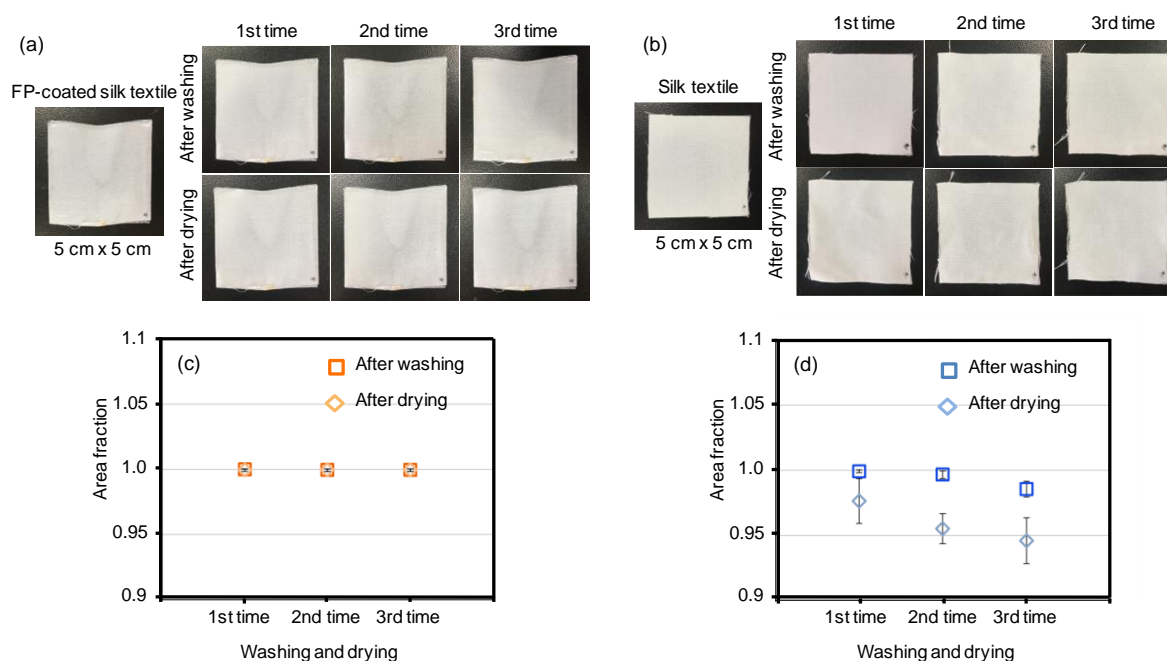 (a)
1st time 2nd time 3rd time
FP-coated silk textile
5 cm x 5 cm
After washing
After drying
(b)
1st time 2nd time 3rd time
Silk textile
5 cm x 5 cm
After washing
After drying
(c)
After washing
After drying
Area fraction
1.1
1.05
1.0
0.95
0.9
1st time 2nd time 3rd time
Washing and drying
(d)
After washing
After drying
Area fraction
1.1
1.05
1.0
0.95
0.9
1st time 2nd time 3rd time
Washing and drying